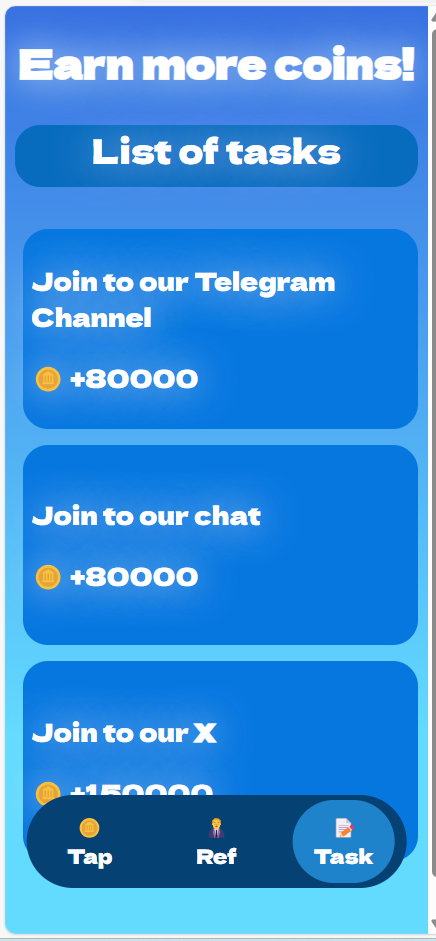 Earn more coins!
List of tasks
Join to our Telegram
Channel
+80000
Join to our chat
+80000
Join to our X
+150000
Tap
Ref
Task